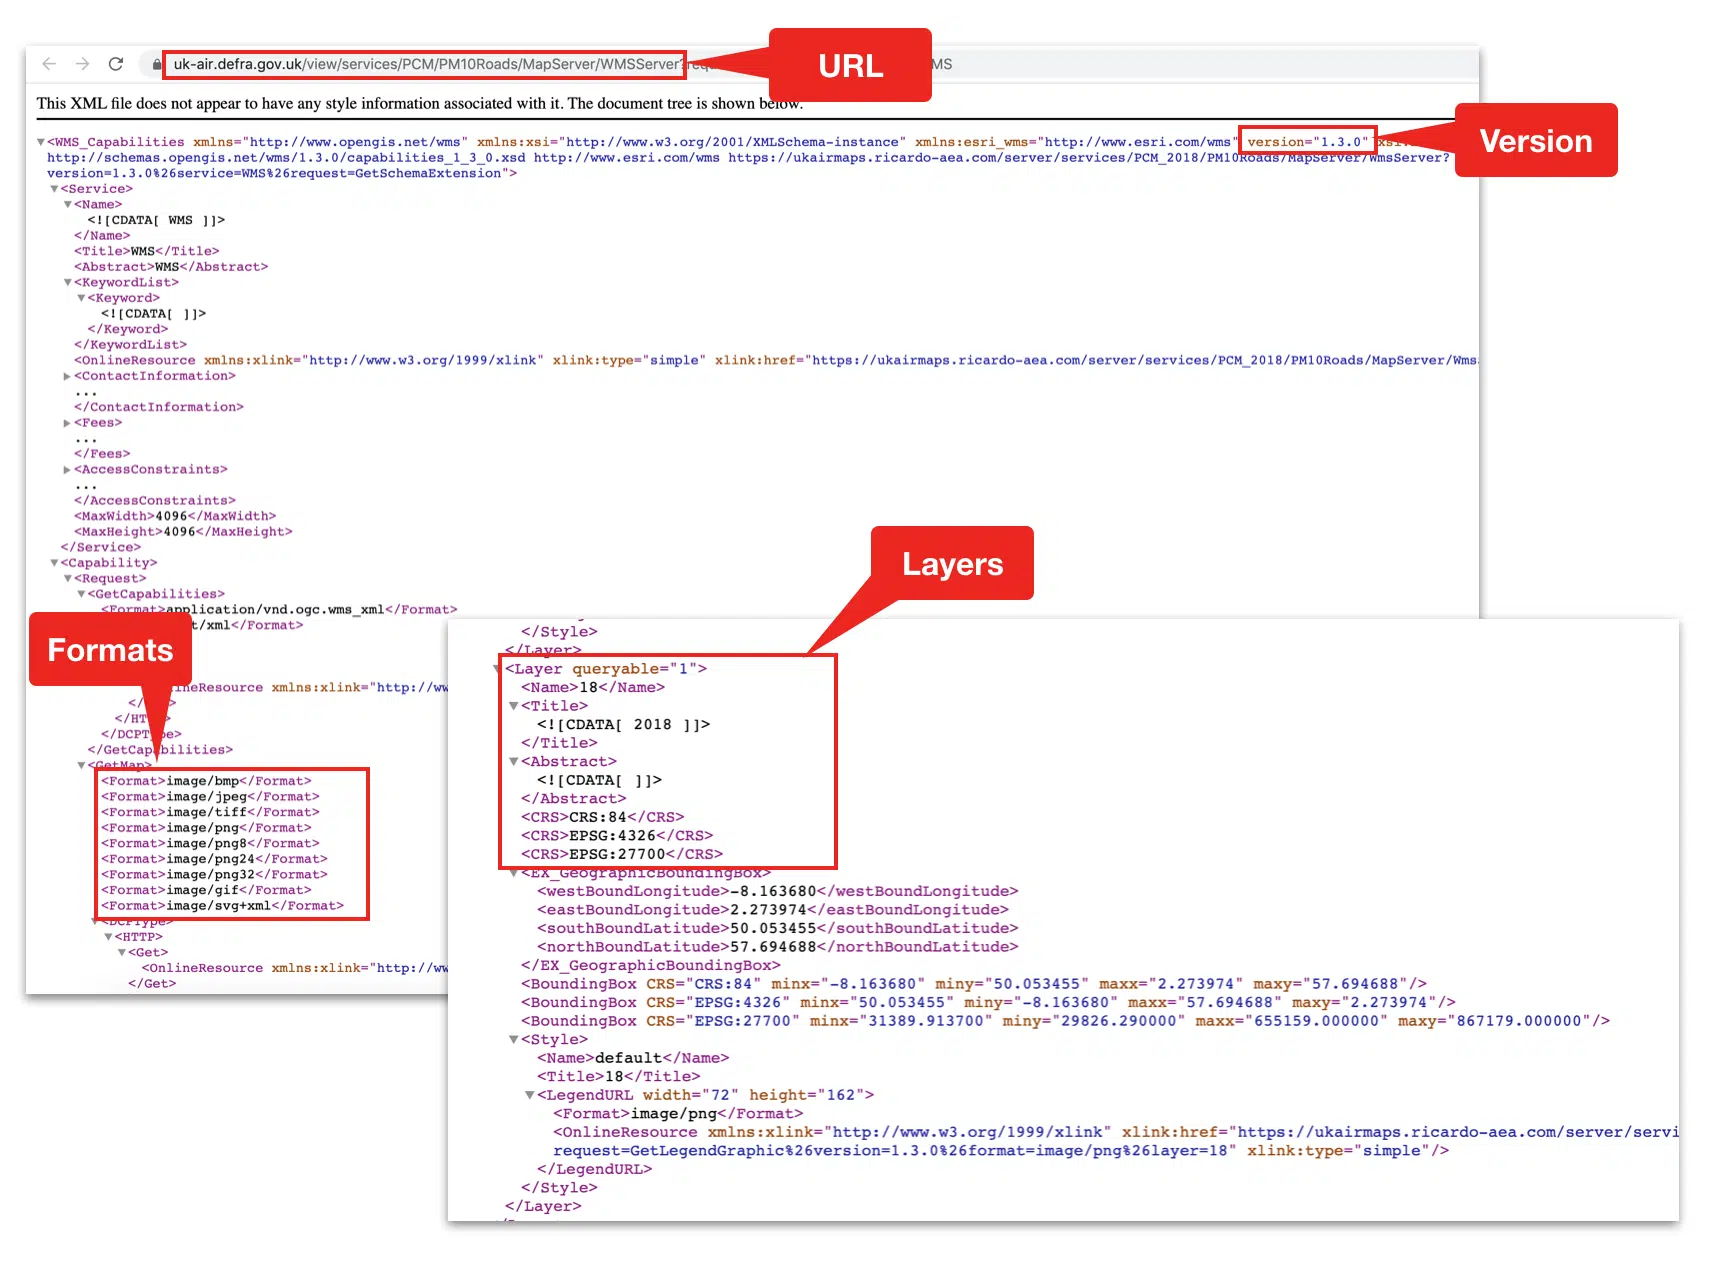 uk-air.defra.gov.uk/view/services/PCM/PM10Roads/MapServer/WMSServer? MS
URL
This XML file does not appear to have any style information associated with it. The document tree is shown below.
Version
<WMS_Capabilities xmlns="http://www.opengis.net/wms" xmlns:xsi="http://www.w3.org/2001/XMLSchema-instance" xmlns:esri_wms="http://www.esri.com/wms" version="1.3.0"
http://schemas.opengis.net/wms/1.3.0/capabilities_1_3_0.xsd http://www.esri.com/wms https://ukairmaps.ricardo-aea.com/server/services/PCM_2018/PM10Roads/MapServer/WmsServer?
version=1.3.0%26service=WMS%26request=GetSchemaExtension">
<Service>
<Name>
<![CDATA[ WMS ]]>
</Name>
<Title>WMS</Title>
<Abstract>WMS</Abstract>
<KeywordList>
<Keyword>
<![CDATA[ ]]>
</Keyword>
</KeywordList>
<OnlineResource xmlns:xlink="http://www.w3.org/1999/xlink" xlink:type="simple" xlink:href="https://ukairmaps.ricardo-aea.com/server/services/PCM_2018/PM10Roads/MapServer/Wms
<ContactInformation>
...
</ContactInformation>
<Fees>
...
</Fees>
<AccessConstraints>
...
</AccessConstraints>
<MaxWidth>4096</MaxWidth>
<MaxHeight>4096</MaxHeight>
</Service>
<Capability>
<Request>
<GetCapabilities>
<Format>application/vnd.ogc.wms_xml</Format>
t/xml</Format>
Formats
lineResource xmlns:xlink="http://ww
</
</HT
</DCPType>
</GetCapabilities>
<GetMap>
<Format>image/bmp</Format>
<Format>image/jpeg</Format>
<Format>image/tiff</Format>
<Format>image/png</Format>
<Format>image/png8</Format>
<Format>image/png24</Format>
<Format>image/png32</Format>
<Format>image/gif</Format>
<Format>image/svg+xml</Format>
<DCPType>
<HTTP>
<Get>
<OnlineResource xmlns:xlink="http://ww
</Get>
Layers
</Style>
</Layer>
<Layer queryable="1">
<Name>18</Name>
<Title>
<![CDATA[ 2018 ]]>
</Title>
<Abstract>
<![CDATA[ ]]>
</Abstract>
<CRS>CRS:84</CRS>
<CRS>EPSG:4326</CRS>
<CRS>EPSG:27700</CRS>
<EX_GeographicBoundingBox>
<westBoundLongitude>-8.163680</westBoundLongitude>
<eastBoundLongitude>2.273974</eastBoundLongitude>
<southBoundLatitude>50.053455</southBoundLatitude>
<northBoundLatitude>57.694688</northBoundLatitude>
</EX_GeographicBoundingBox>
<BoundingBox CRS="CRS:84" minx="-8.163680" miny="50.053455" maxx="2.273974" maxy="57.694688"/>
<BoundingBox CRS="EPSG:4326" minx="50.053455" miny="-8.163680" maxx="57.694688" maxy="2.273974"/>
<BoundingBox CRS="EPSG:27700" minx="31389.913700" miny="29826.290000" maxx="655159.000000" maxy="867179.000000"/>
<Style>
<Name>default</Name>
<Title>18</Title>
<LegendURL width="72" height="162">
<Format>image/png</Format>
<OnlineResource xmlns:xlink="http://www.w3.org/1999/xlink" xlink:href="https://ukairmaps.ricardo-aea.com/server/servi
request=GetLegendGraphic%26version=1.3.0%26format=image/png%26layer=18" xlink:type="simple"/>
</LegendURL>
</Style>
</Layer>